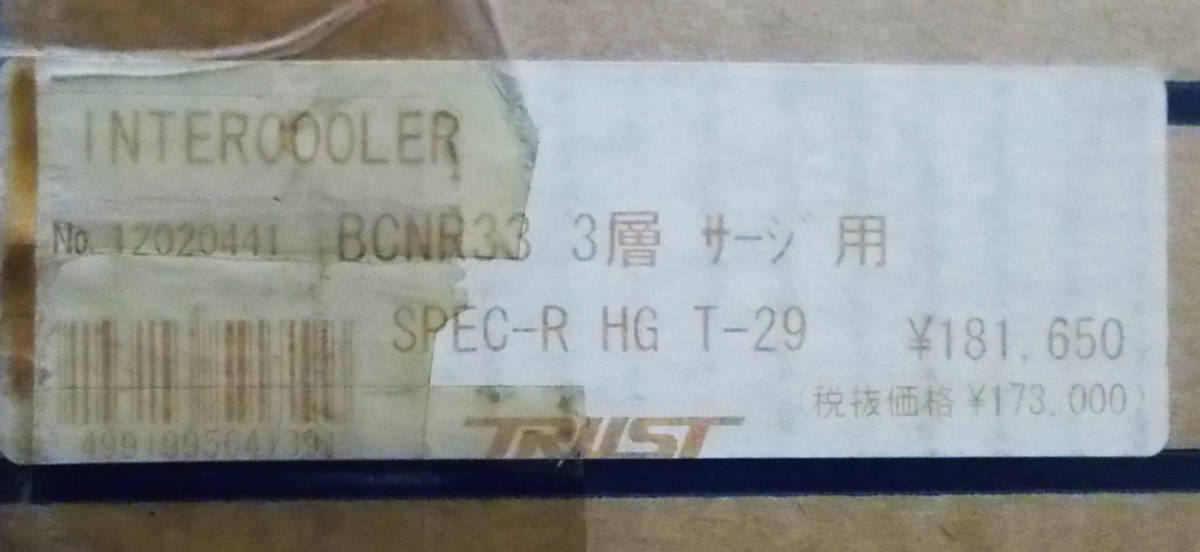 INTERCOOLER
No. 12020441 BCNR33 3層 ｻｰｼﾞ 用
SPEC-R HG T-29 ¥181,650
(税抜価格 ¥173,000)
TRUST